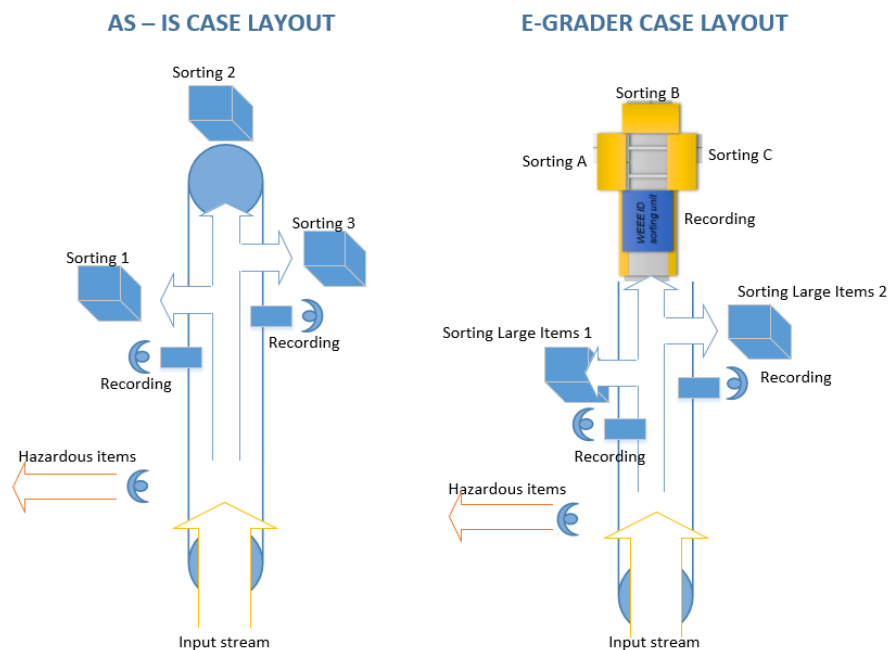 AS – IS CASE LAYOUT
Sorting 2
Sorting 3
Sorting 1
Recording
Recording
Hazardous items
Input stream
E-GRADER CASE LAYOUT
Sorting B
Sorting A
Sorting C
WEEE ID
sorting unit
Recording
Sorting Large Items 2
Sorting Large Items 1
Recording
Recording
Hazardous items
Input stream